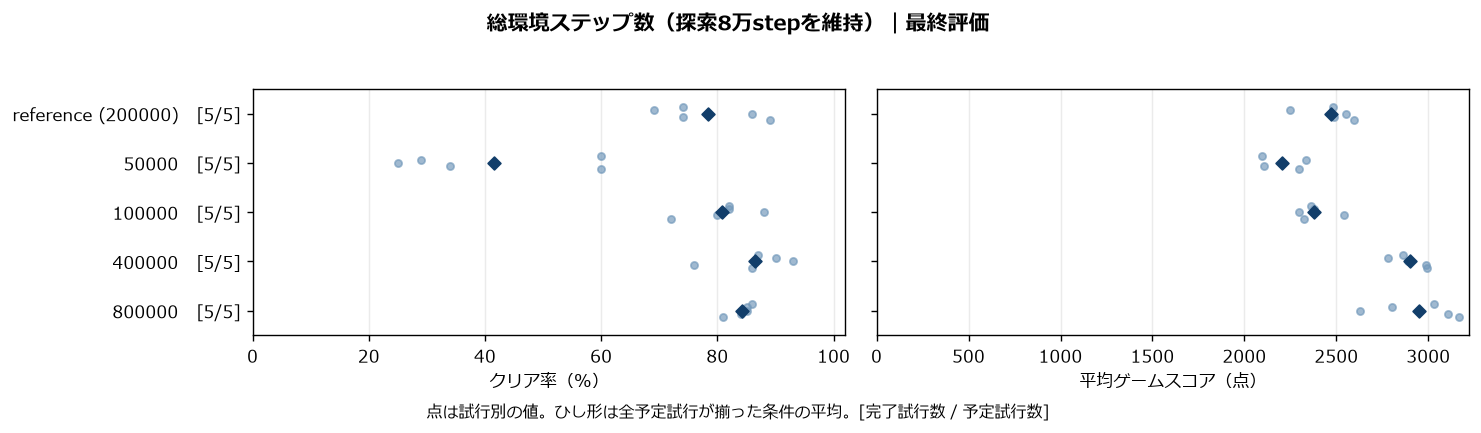 総環境ステップ数（探索8万stepを維持）｜最終評価
reference (200000) [5/5]
50000 [5/5]
100000 [5/5]
400000 [5/5]
800000 [5/5]
0 20 40 60 80 100
クリア率（%）
0 500 1000 1500 2000 2500 3000
平均ゲームスコア（点）
点は試行別の値。ひし形は全予定試行が揃った条件の平均。[完了試行数 / 予定試行数]